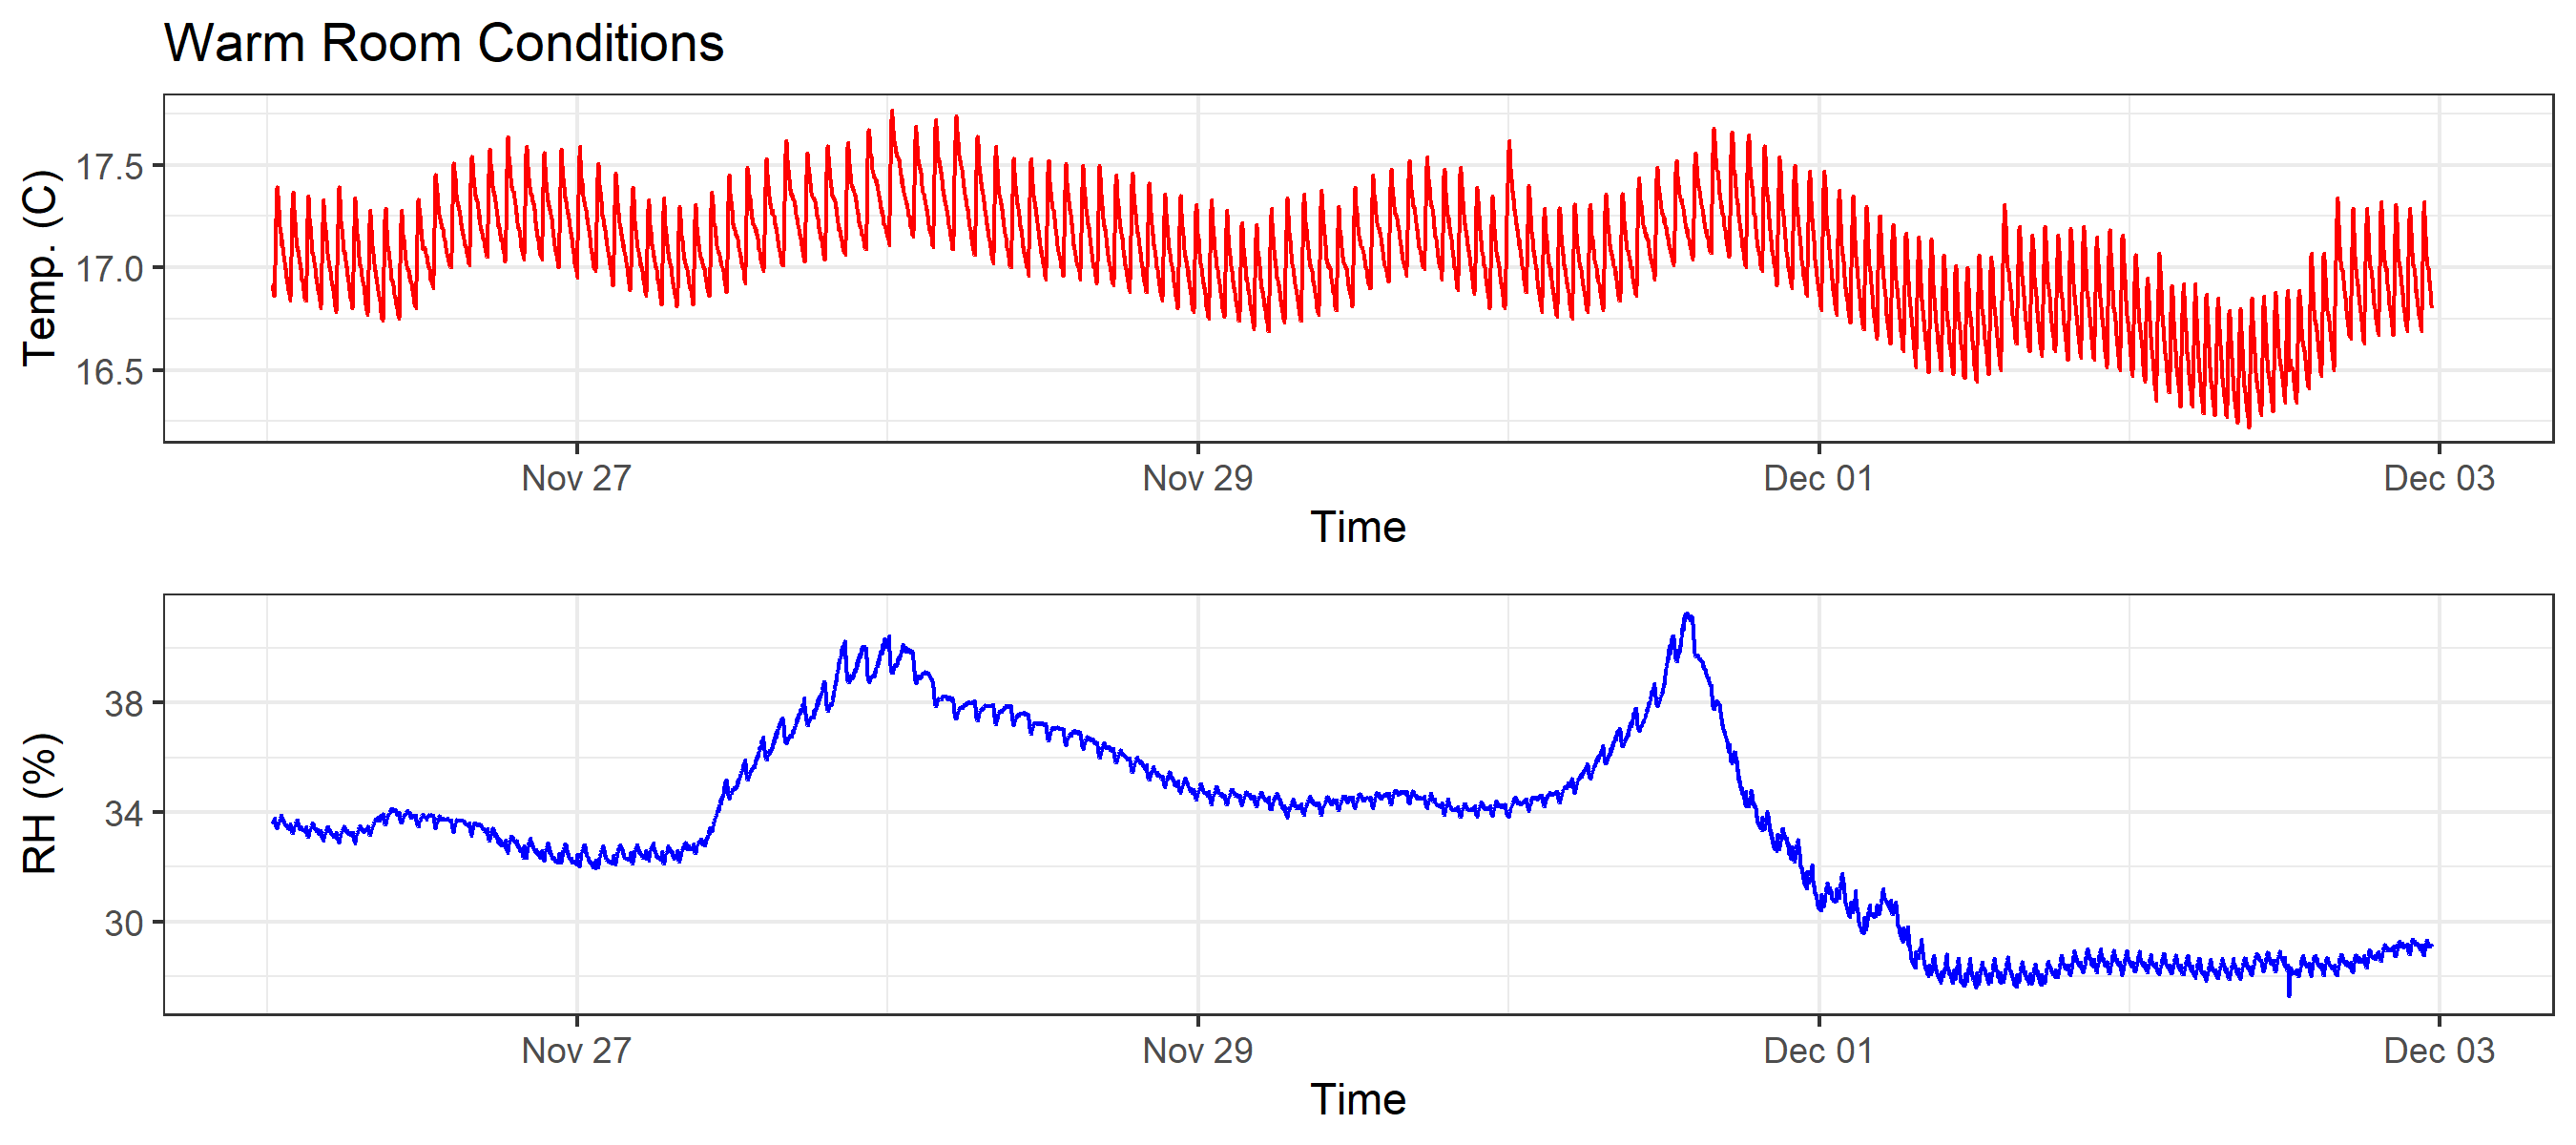 Warm Room Conditions
Temp. (C)
17.5
17.0
16.5
Nov 27 Nov 29 Dec 01 Dec 03
Time
RH (%)
38
34
30
Nov 27 Nov 29 Dec 01 Dec 03
Time